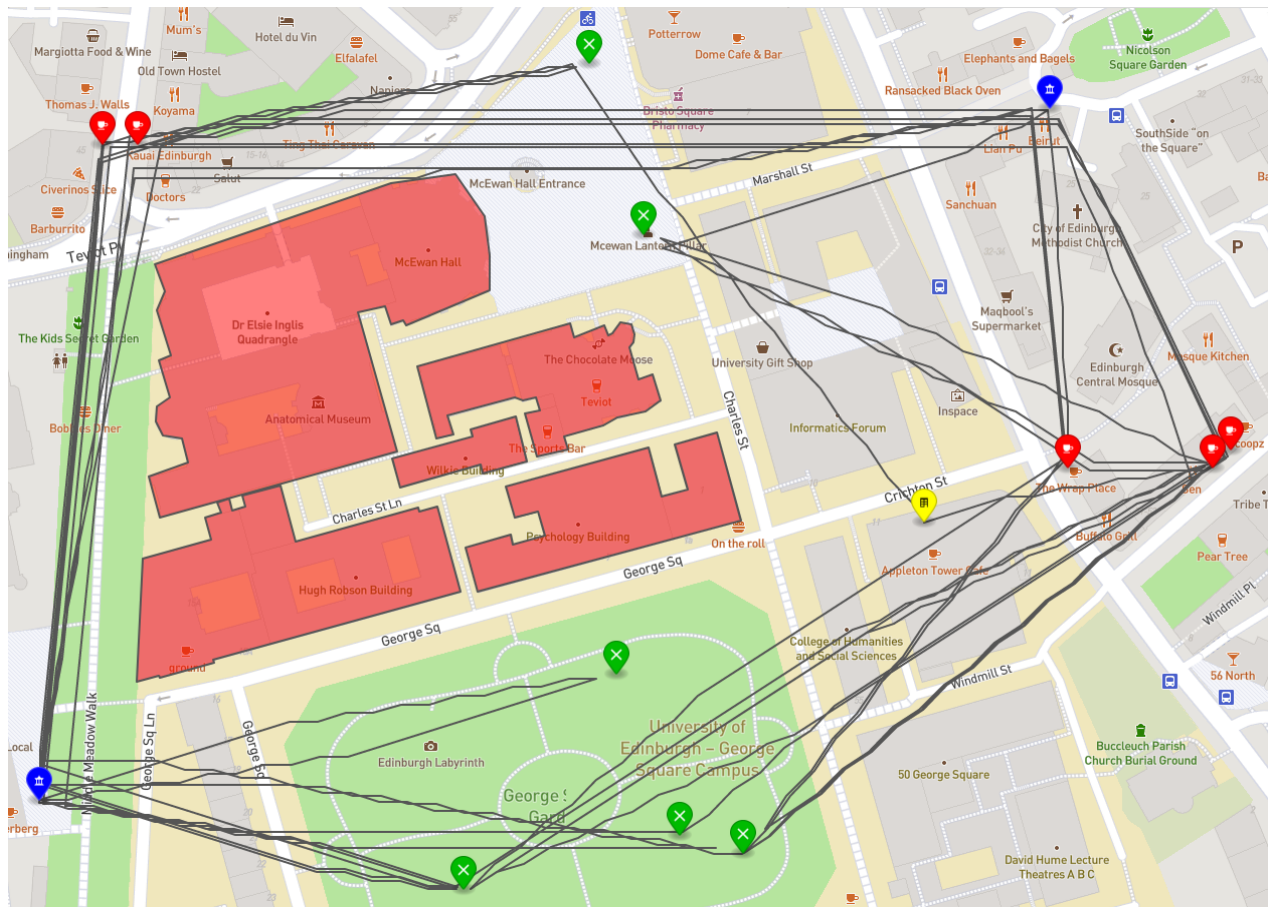 Mum's
Margiotta Food & Wine
Hotel du Vin
Old Town Hostel
Elfalafel
Potterrow
Dome Cafe & Bar
Elephants and Bagels
Nicolson
Square Garden
Thomas J. Walls
Koyama
Ransacked Black Oven
Bristo Square
Pharmacy
SouthSide "on
the Square"
Kauai Edinburgh
Ting Thai Caravan
Lian Pu
Beirut
Civerinos Slice
Salut
Doctors
McEwan Hall Entrance
Marshall St
Sanchuan
Barburrito
City of Edinburgh
Methodist Church
Mcewan Lantern Pillar
Teviot Pl
McEwan Hall
P
Maqbool's
Supermarket
Dr Elsie Inglis
Quadrangle
The Kids Secret Garden
The Chocolate Moose
University Gift Shop
Edinburgh
Central Mosque
Mosque Kitchen
Teviot
Charles St
Inspace
Anatomical Museum
Informatics Forum
The Sports Bar
Wilkie Building
Crichton St
The Wrap Place
Charles St Ln
Psychology Building
On the roll
Buffalo Grill
Pear Tree
George Sq
Appleton Tower Cafe
Hugh Robson Building
Windmill Pl
George Sq
College of Humanities
and Social Sciences
ground
56 North
Windmill St
Middle Meadow Walk
George Sq Ln
George Sq
Edinburgh Labyrinth
University of
Edinburgh – George
Square Campus
Buccleuch Parish
Church Burial Ground
50 George Square
David Hume Lecture
Theatres A B C